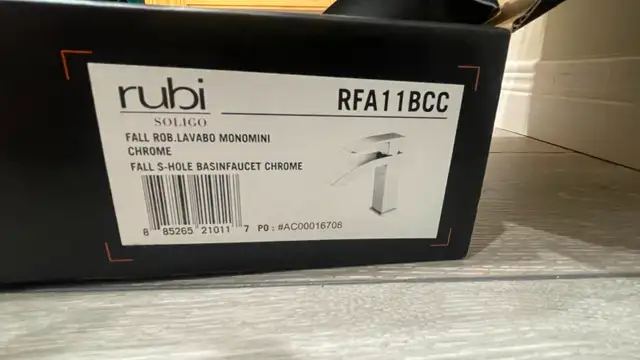 rubi
SOLIGO
RFA11BCC
FALL ROB.LAVABO MONOMINI
CHROME
FALL S-HOLE BASINFAUCET CHROME
8 85265 21011 7 PO : #AC00016708